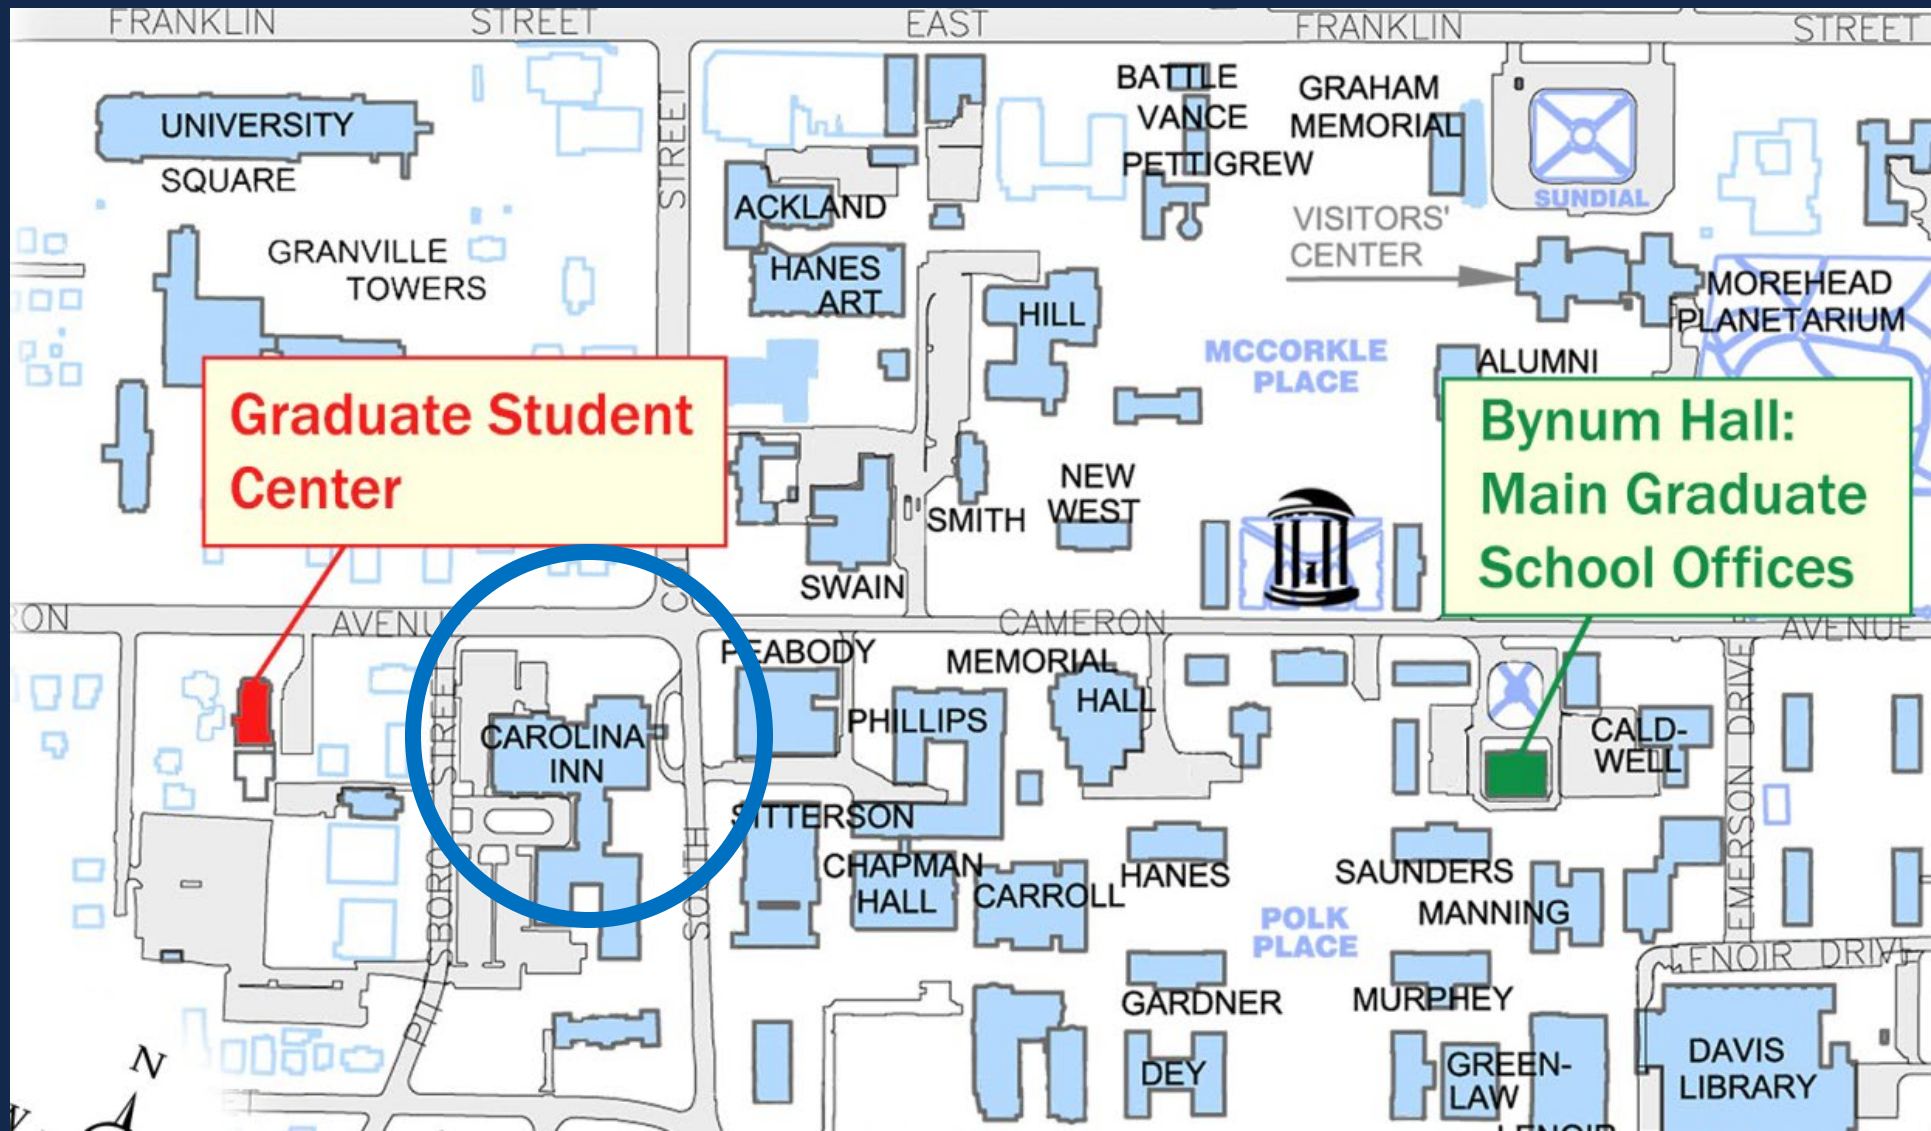 FRANKLIN STREET EAST FRANKLIN STREET
BATTLE
VANCE
PETTIGREW
GRAHAM
MEMORIAL
UNIVERSITY
SQUARE
STREET
ACKLAND
SUNDIAL
VISITORS'
CENTER
GRANVILLE
TOWERS
HANES
ART
HILL
MOREHEAD
PLANETARIUM
MCCORKLE
PLACE
ALUMNI
Graduate Student
Center
Bynum Hall:
Main Graduate
School Offices
NEW
WEST
SMITH
SWAIN
AVENU
CAMERON
AVENUE
PEABODY
MEMORIAL
HALL
CAROLINA
INN
PHILLIPS
CALD-
WELL
EMERSON DRIVE
SITTERSON
CHAPMAN
HALL
CARROLL
HANES
SAUNDERS
MANNING
POLK
PLACE
SOUTH
LENOIR DRIVE
GARDNER
MURPHEY
DEY
GREEN-
LAW
DAVIS
LIBRARY
LENOIR
N